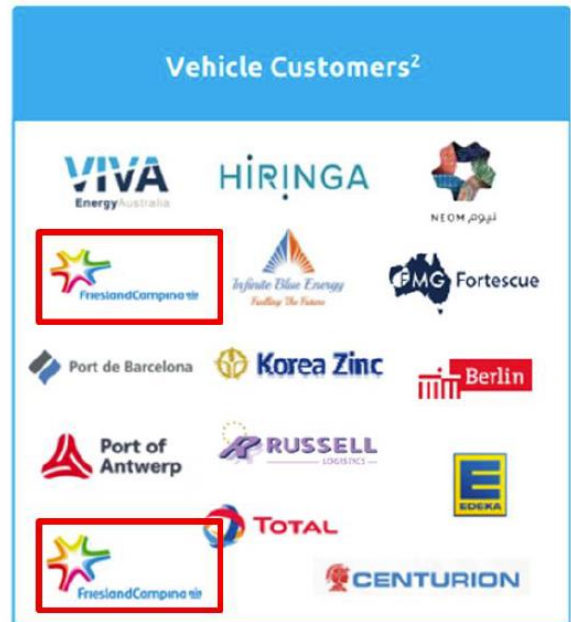 Vehicle Customers²
VIVA
EnergyAustralia
HIRINGA
NEOM نيوم
FrieslandCampina
Infinite Blue Energy
Fuelling The Future
FMG Fortescue
Port de Barcelona
Korea Zinc
Berlin
Port of
Antwerp
RUSSELL
LOGISTICS
EDEKA
TOTAL
FrieslandCampina
CENTURION